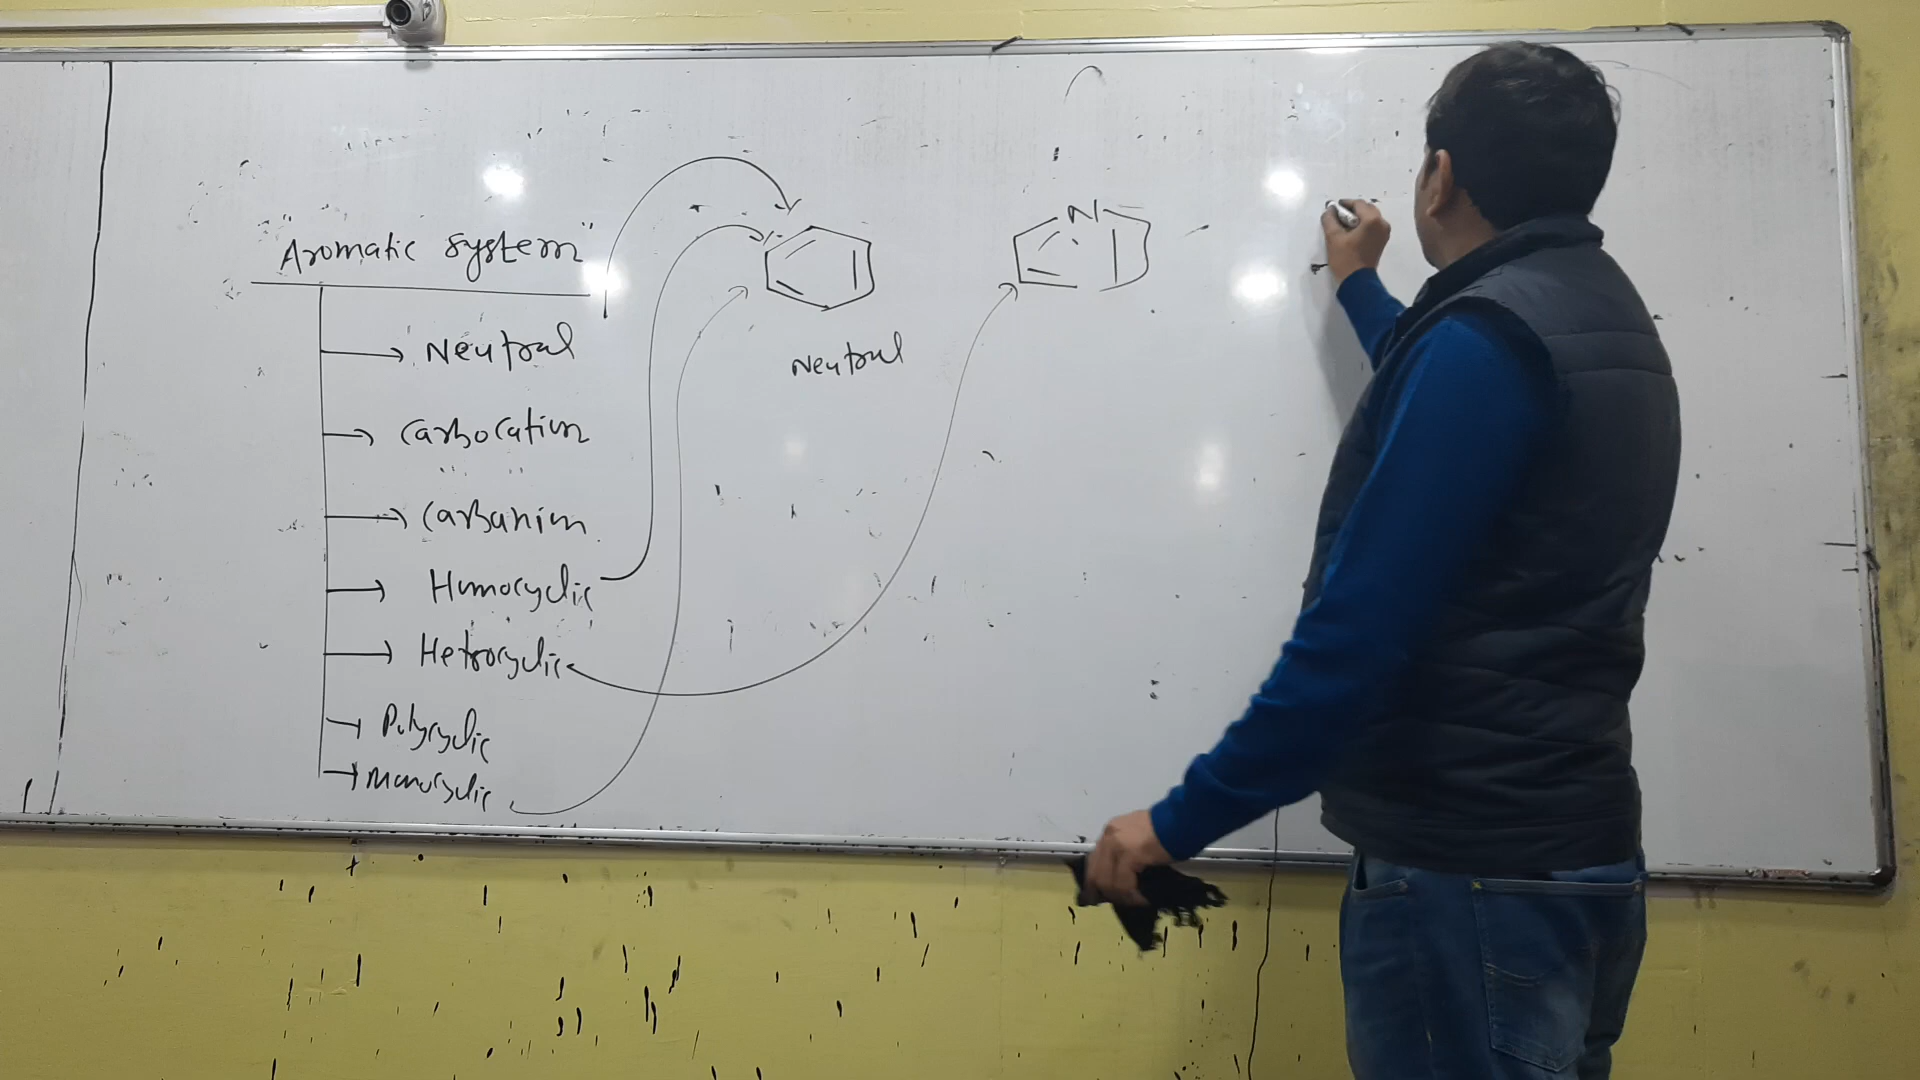 "Aromatic system"
Neutral
Carbocation
Carbanion
Homocyclic
Hetrocyclic
Polycyclic
Monocyclic
N
Neutral